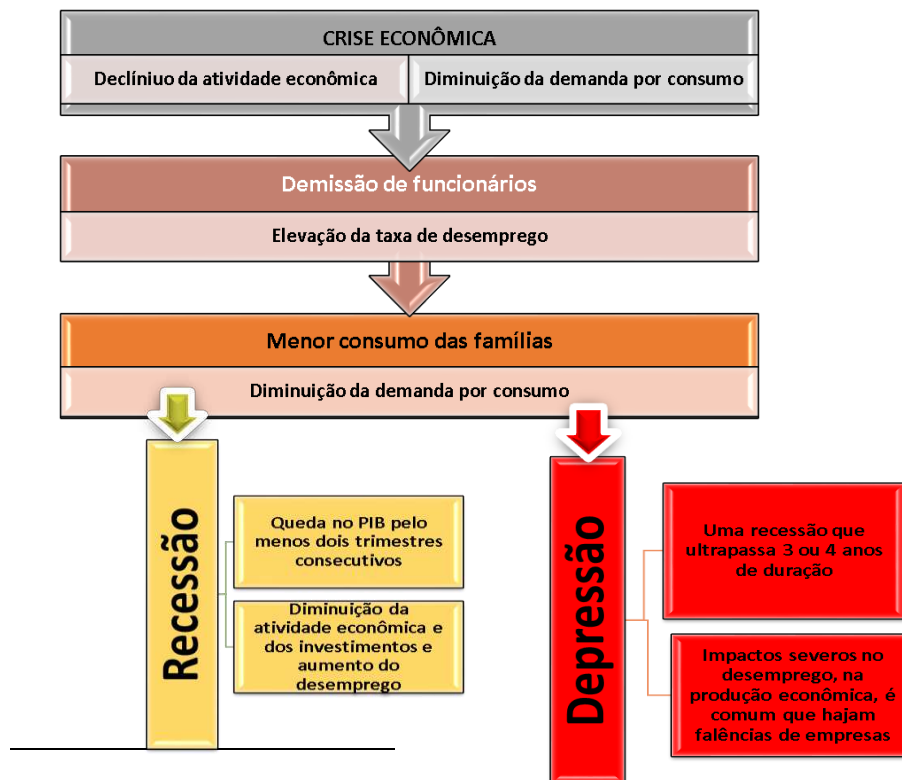 CRISE ECONÔMICA
Declíniuo da atividade econômica
Diminuição da demanda por consumo
Demissão de funcionários
Elevação da taxa de desemprego
Menor consumo das famílias
Diminuição da demanda por consumo
Recessão
Queda no PIB pelo
menos dois trimestres
consecutivos
Diminuição da
atividade econômica e
dos investimentos e
aumento do
desemprego
Depressão
Uma recessão que
ultrapassa 3 ou 4 anos
de duração
Impactos severos no
desemprego, na
produção econômica, é
comum que hajam
falências de empresas